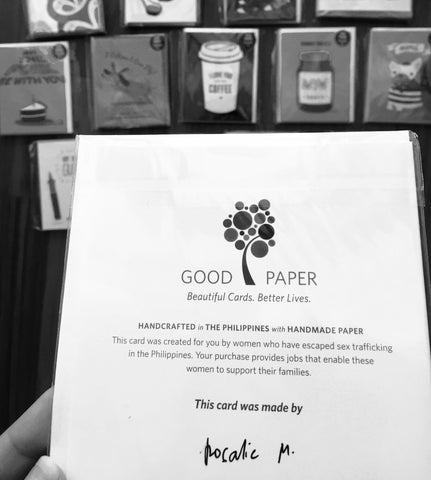 I LOVE YOU
COFFEE
GOOD PAPER
Beautiful Cards. Better Lives.
HANDCRAFTED in THE PHILIPPINES with HANDMADE PAPER
This card was created for you by women who have escaped sex trafficking
in the Philippines. Your purchase provides jobs that enable these
women to support their families.
This card was made by
Rosalie M.